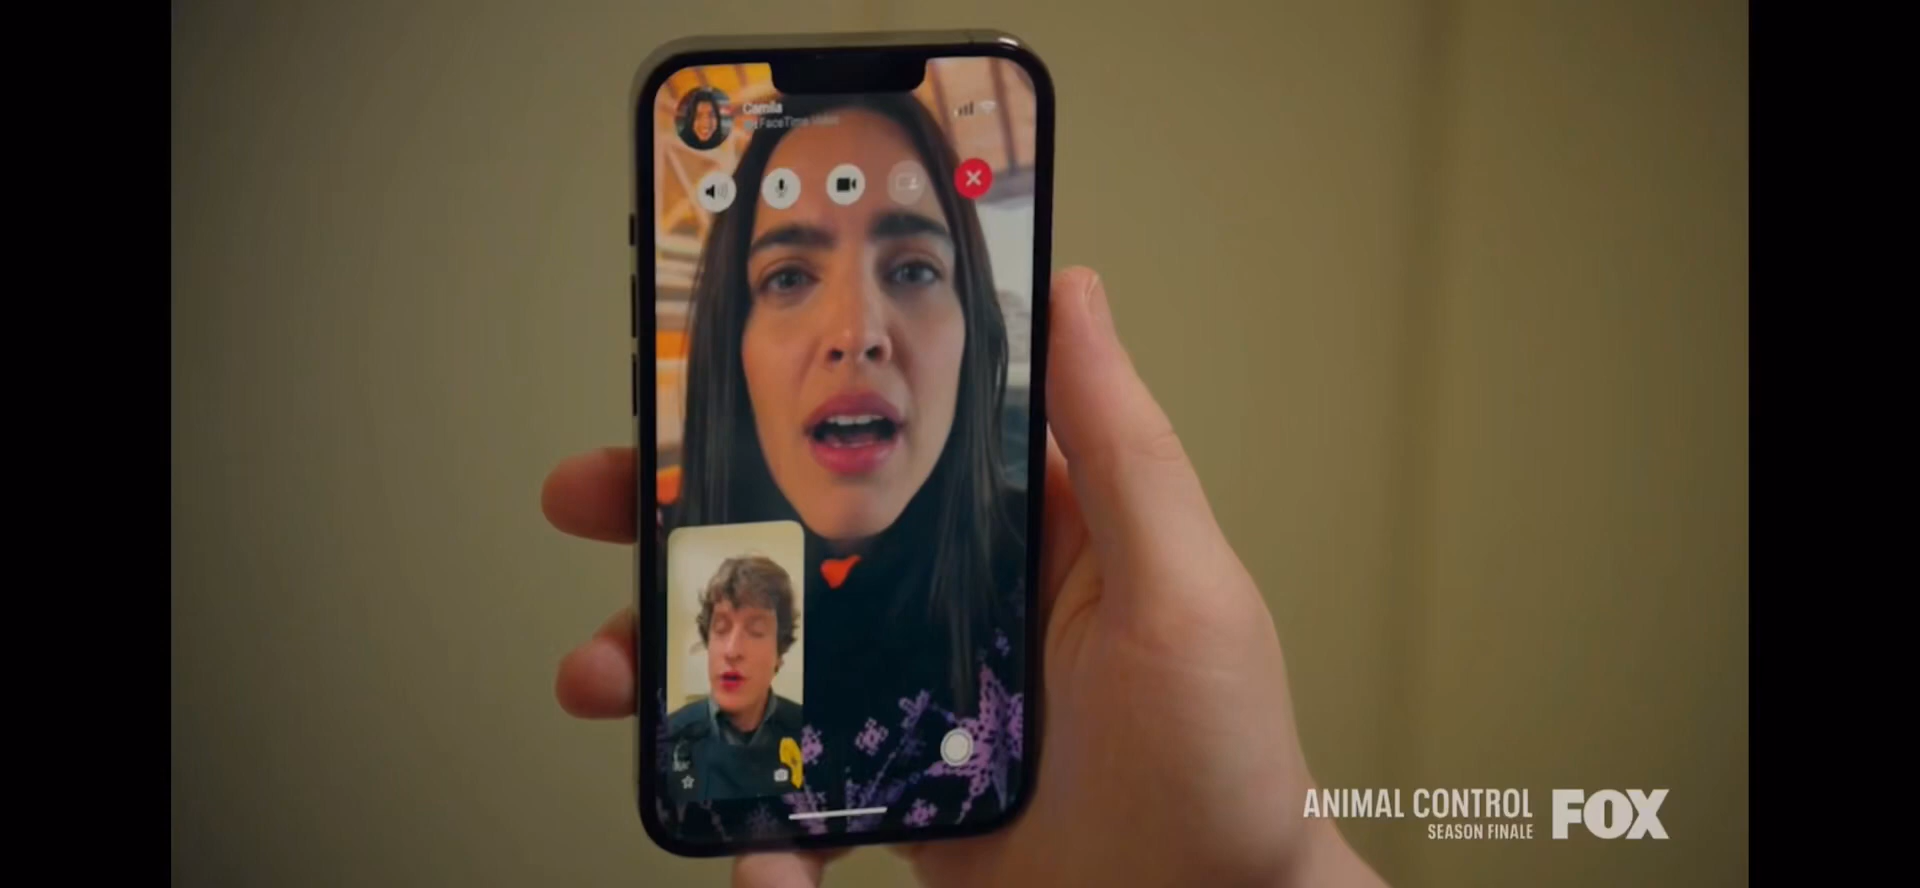 Camila
FaceTime Video
ANIMAL CONTROL
SEASON FINALE
FOX